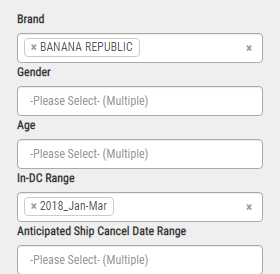 Brand
× BANANA REPUBLIC ×
Gender
-Please Select- (Multiple)
Age
-Please Select- (Multiple)
In-DC Range
× 2018_Jan-Mar ×
Anticipated Ship Cancel Date Range
-Please Select- (Multiple)